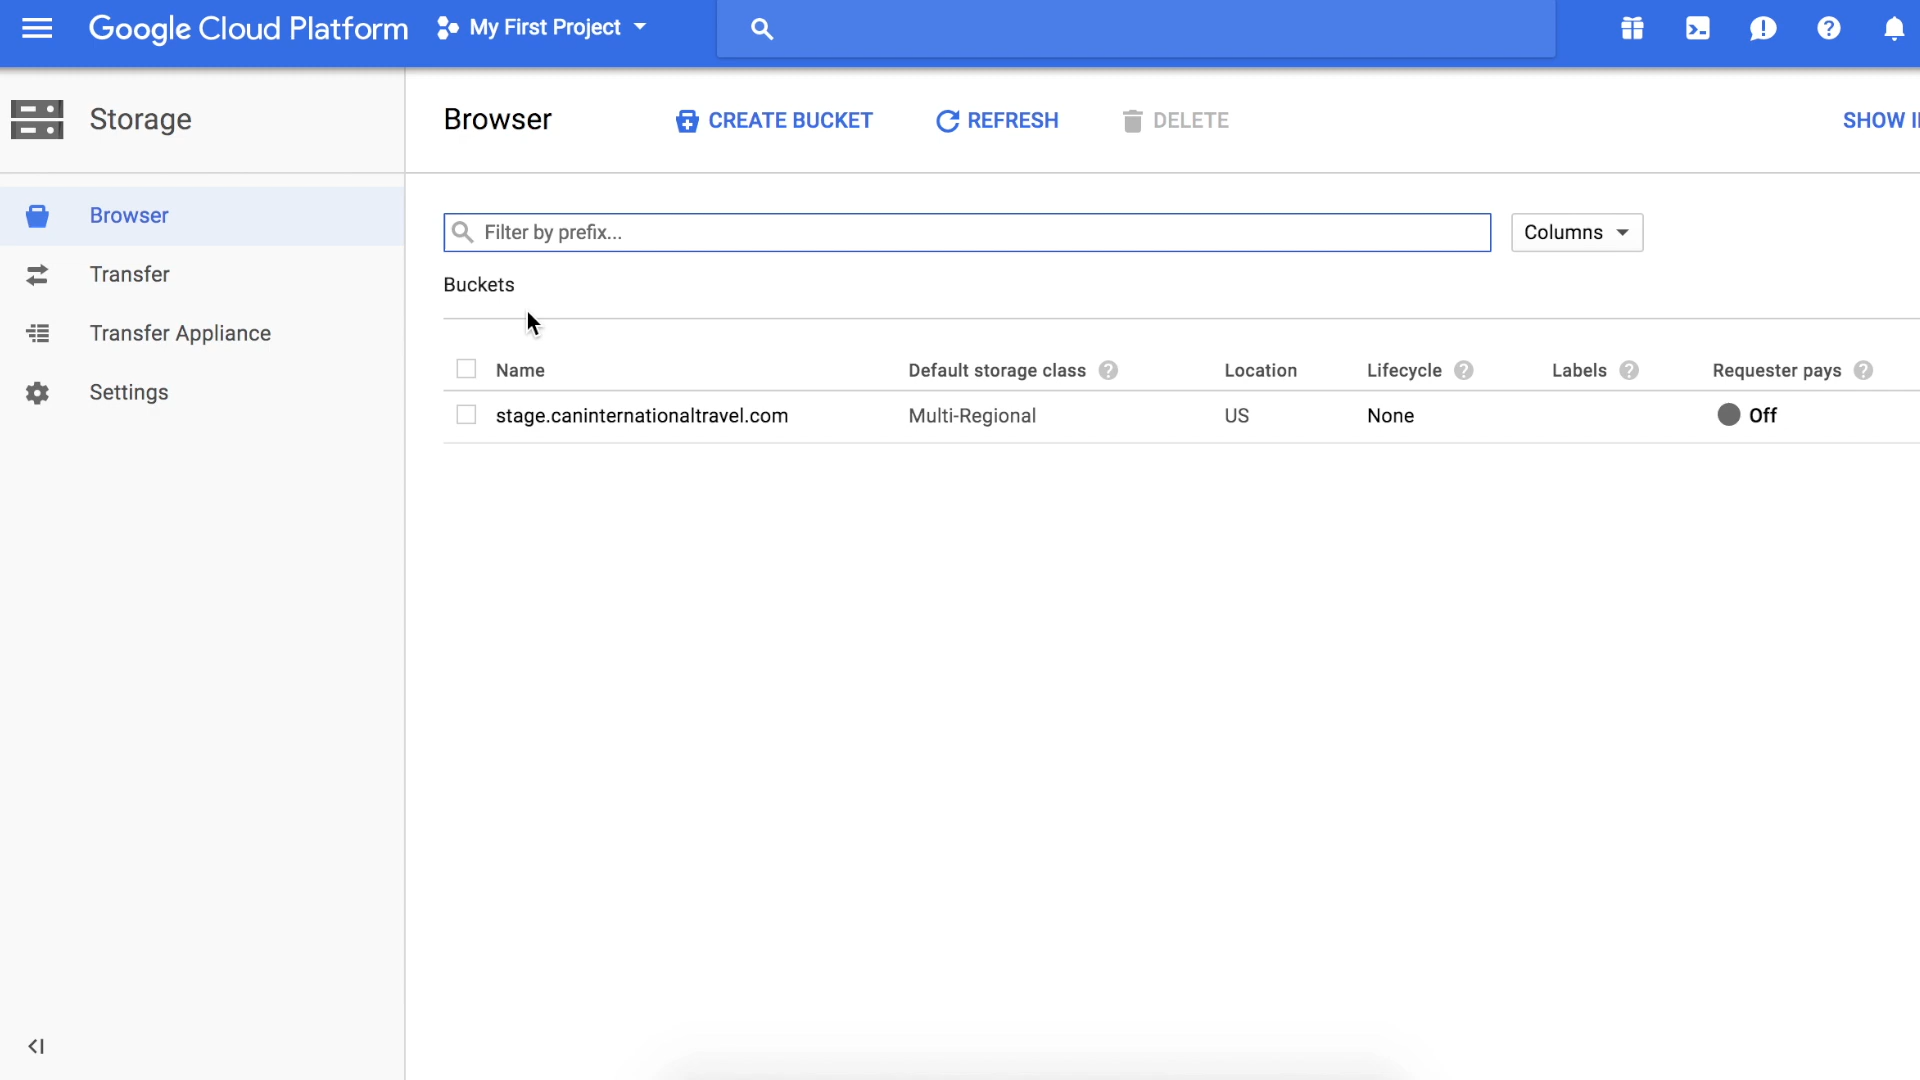 Google Cloud Platform My First Project
Storage
Browser CREATE BUCKET REFRESH DELETE SHOW I
Browser
Transfer
Transfer Appliance
Settings
Filter by prefix... Columns
Buckets
Name Default storage class Location Lifecycle Labels Requester pays
stage.caninternationaltravel.com Multi-Regional US None Off